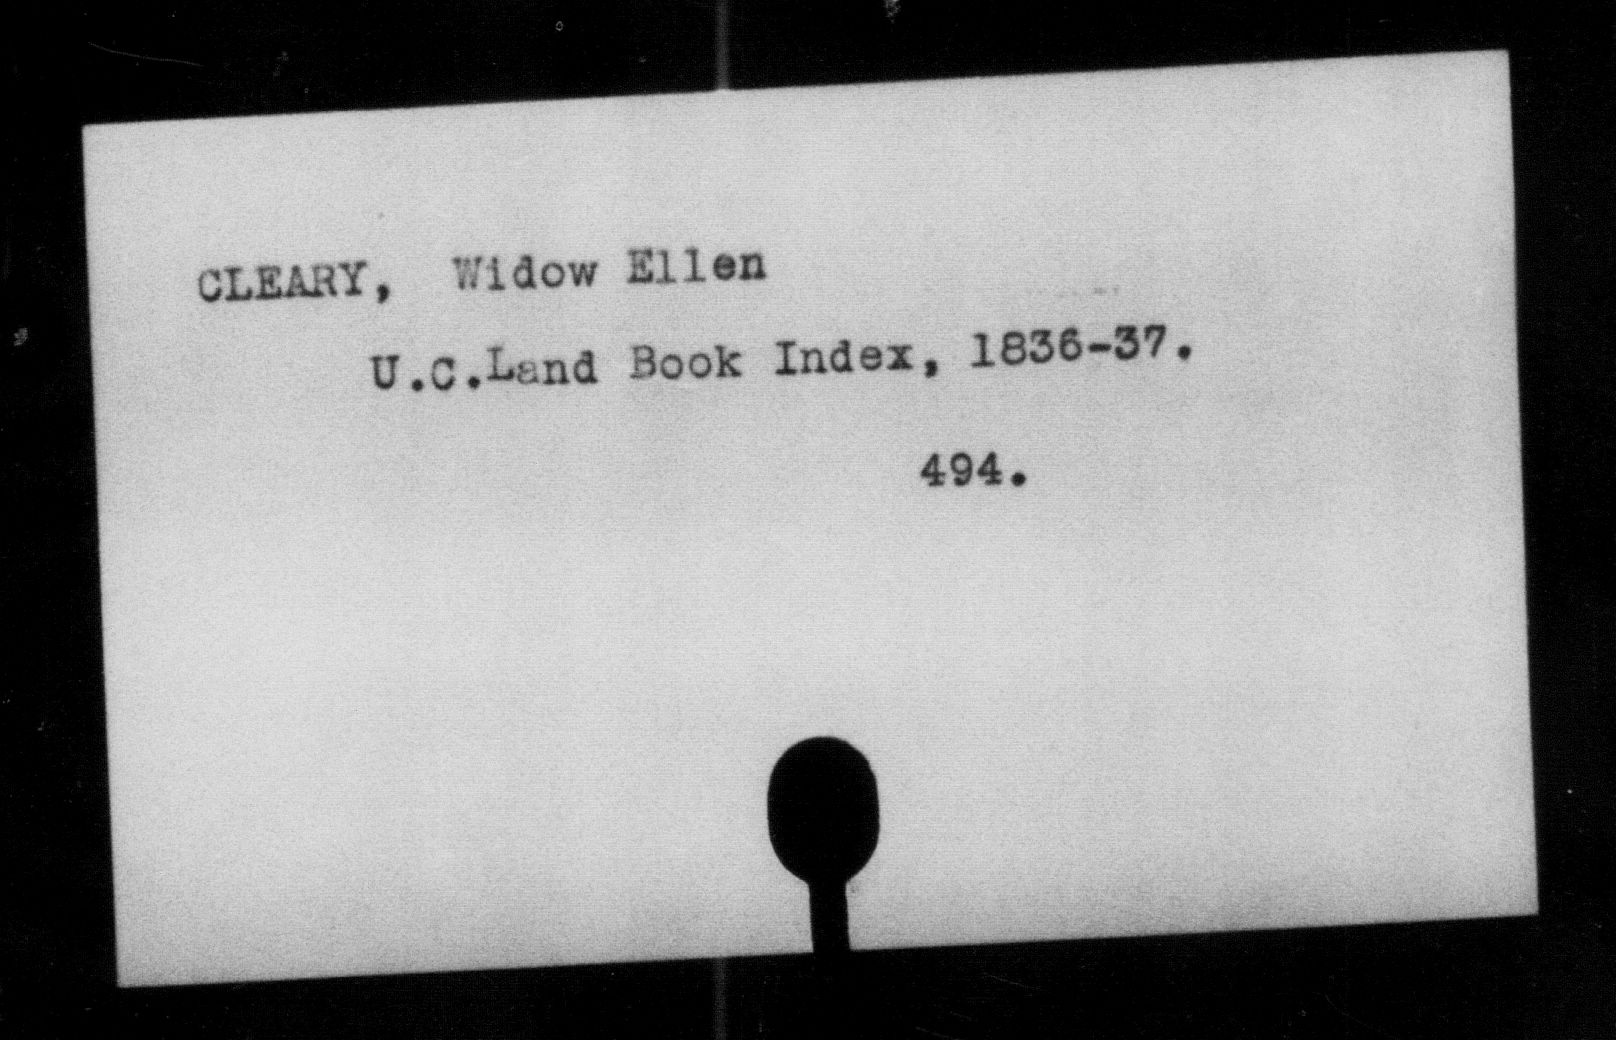 CLEARY, Widow Ellen
U.C.Land Book Index, 1836-37.
494.